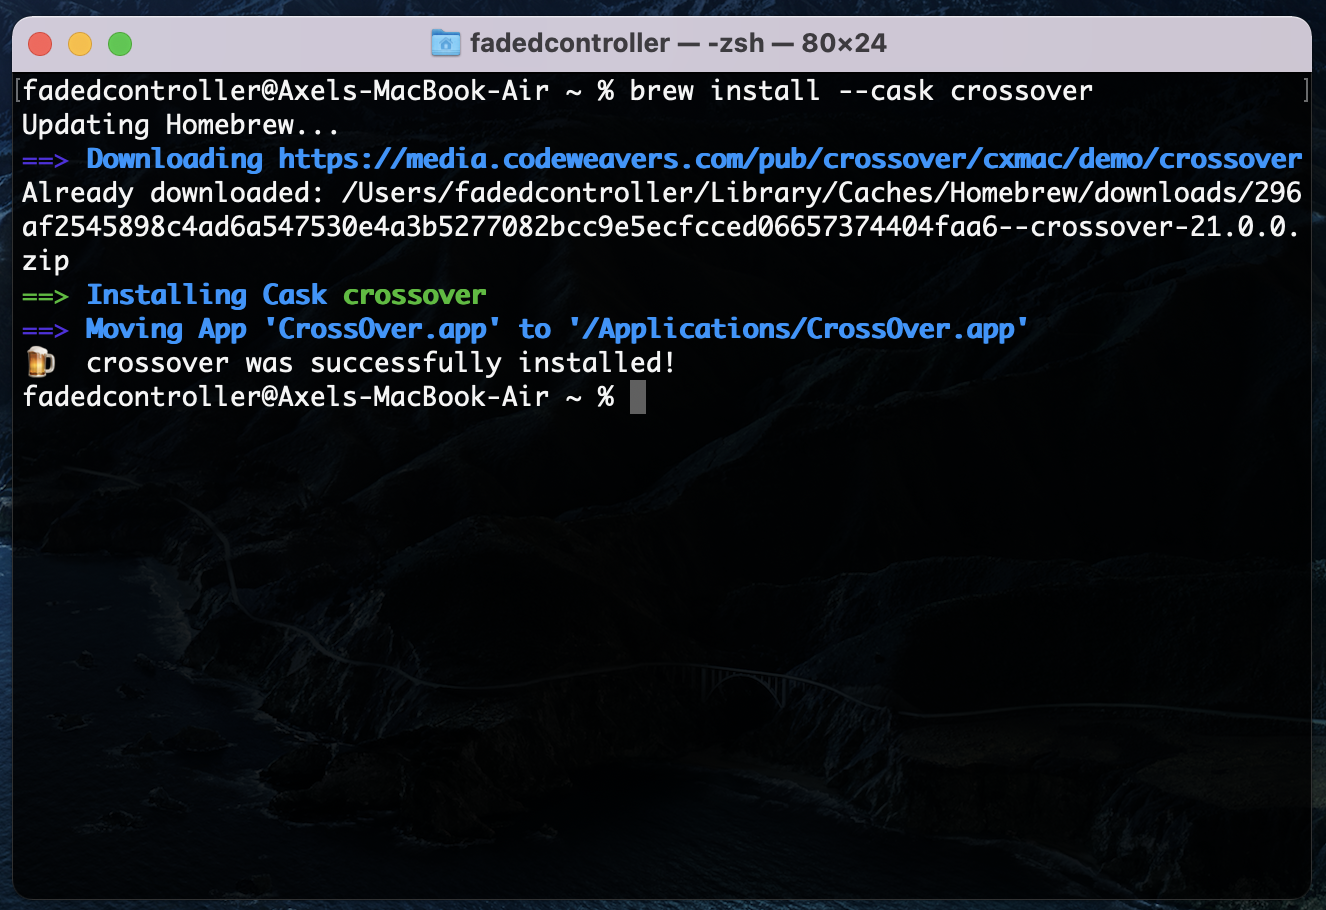 fadedcontroller — -zsh — 80×24
[fadedcontroller@Axels-MacBook-Air ~ % brew install --cask crossover ]
Updating Homebrew...
==> Downloading https://media.codeweavers.com/pub/crossover/cxmac/demo/crossover
Already downloaded: /Users/fadedcontroller/Library/Caches/Homebrew/downloads/296
af2545898c4ad6a547530e4a3b5277082bcc9e5ecfcced06657374404faa6--crossover-21.0.0.
zip
==> Installing Cask crossover
==> Moving App 'CrossOver.app' to '/Applications/CrossOver.app'
🍺 crossover was successfully installed!
fadedcontroller@Axels-MacBook-Air ~ %